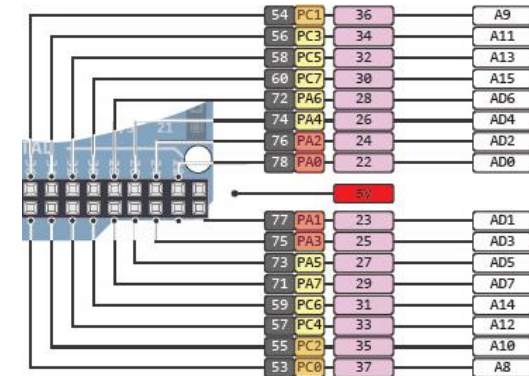 54 PC1 36 A9
56 PC3 34 A11
58 PC5 32 A13
60 PC7 30 A15
72 PA6 28 AD6
74 PA4 26 AD4
76 PA2 24 AD2
78 PA0 22 AD0
21
5V
77 PA1 23 AD1
75 PA3 25 AD3
73 PA5 27 AD5
71 PA7 29 AD7
59 PC6 31 A14
57 PC4 33 A12
55 PC2 35 A10
53 PC0 37 A8